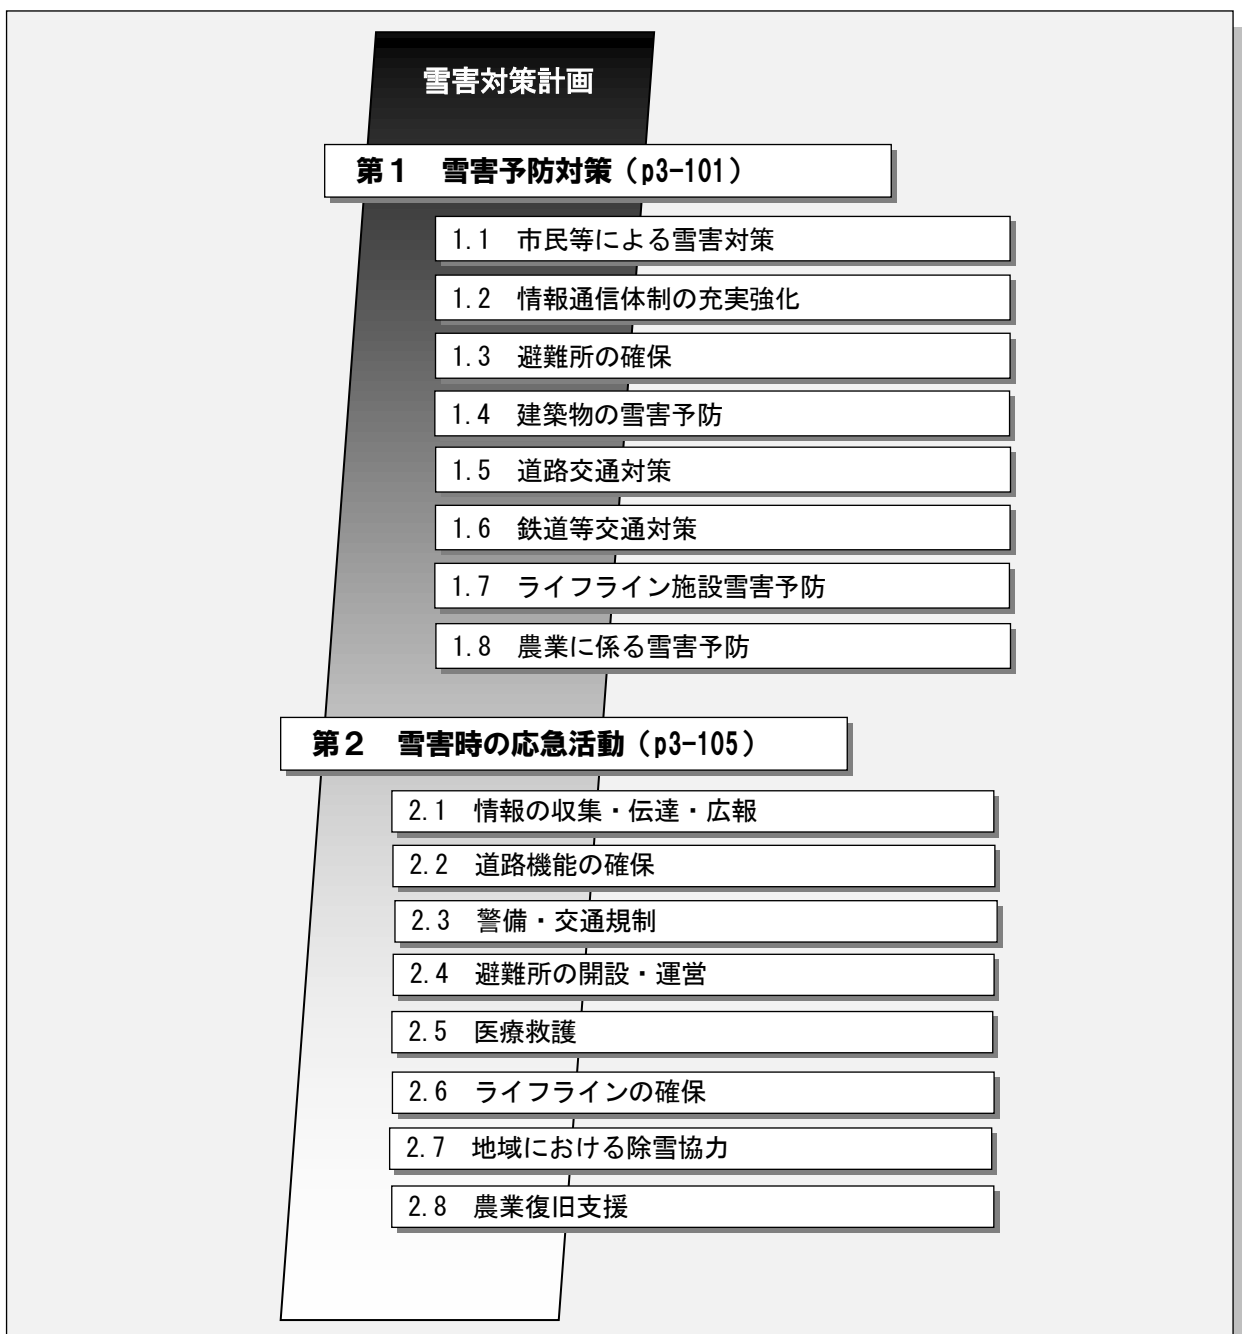 雪害対策計画
第１　雪害予防対策（p3-101）
1.1　市民等による雪害対策
1.2　情報通信体制の充実強化
1.3　避難所の確保
1.4　建築物の雪害予防
1.5　道路交通対策
1.6　鉄道等交通対策
1.7　ライフライン施設雪害予防
1.8　農業に係る雪害予防
第２　雪害時の応急活動（p3-105）
2.1　情報の収集・伝達・広報
2.2　道路機能の確保
2.3　警備・交通規制
2.4　避難所の開設・運営
2.5　医療救護
2.6　ライフラインの確保
2.7　地域における除雪協力
2.8　農業復旧支援